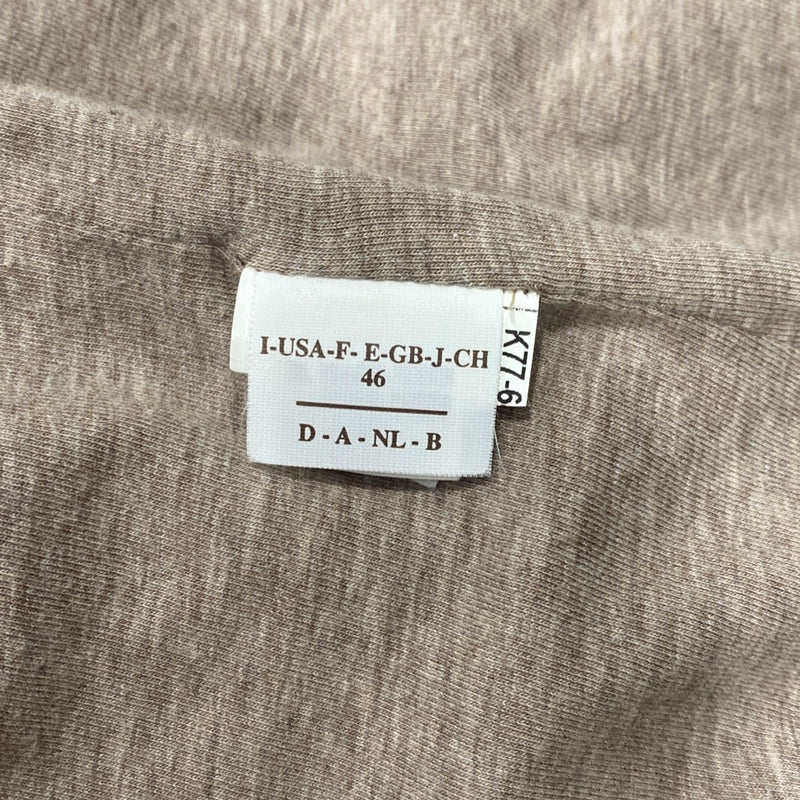 I-USA-F- E-GB-J-CH
46
D - A - NL - B
K77-6